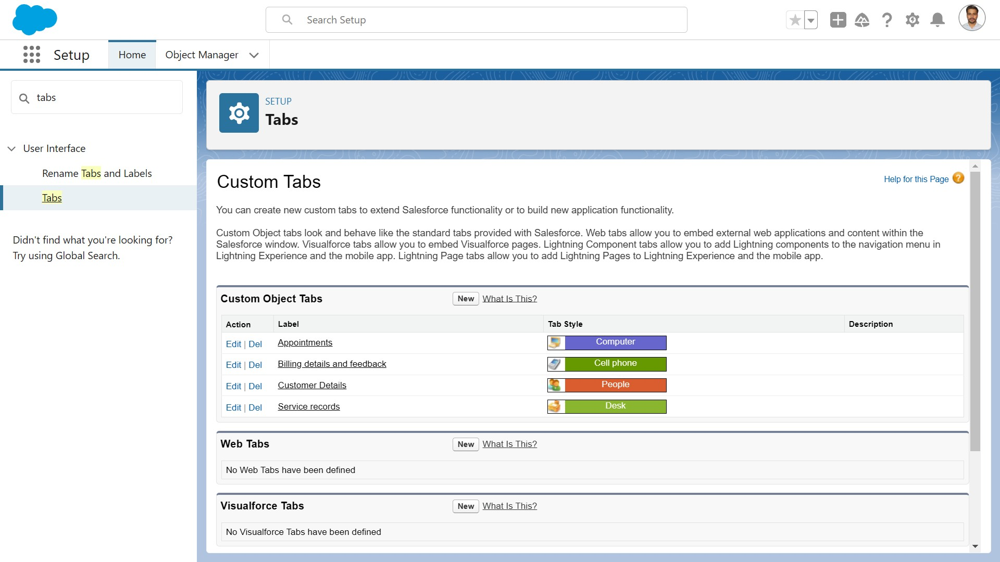 Search Setup
Setup
Home
Object Manager
tabs
User Interface
Rename Tabs and Labels
Tabs
Didn't find what you're looking for?
Try using Global Search.
SETUP
Tabs
Custom Tabs
Help for this Page
You can create new custom tabs to extend Salesforce functionality or to build new application functionality.
Custom Object tabs look and behave like the standard tabs provided with Salesforce. Web tabs allow you to embed external web applications and content within the
Salesforce window. Visualforce tabs allow you to embed Visualforce pages. Lightning Component tabs allow you to add Lightning components to the navigation menu in
Lightning Experience and the mobile app. Lightning Page tabs allow you to add Lightning Pages to Lightning Experience and the mobile app.
Custom Object Tabs New What Is This?
Action Label Tab Style Description
Edit | Del Appointments Computer
Edit | Del Billing details and feedback Cell phone
Edit | Del Customer Details People
Edit | Del Service records Desk
Web Tabs New What Is This?
No Web Tabs have been defined
Visualforce Tabs New What Is This?
No Visualforce Tabs have been defined